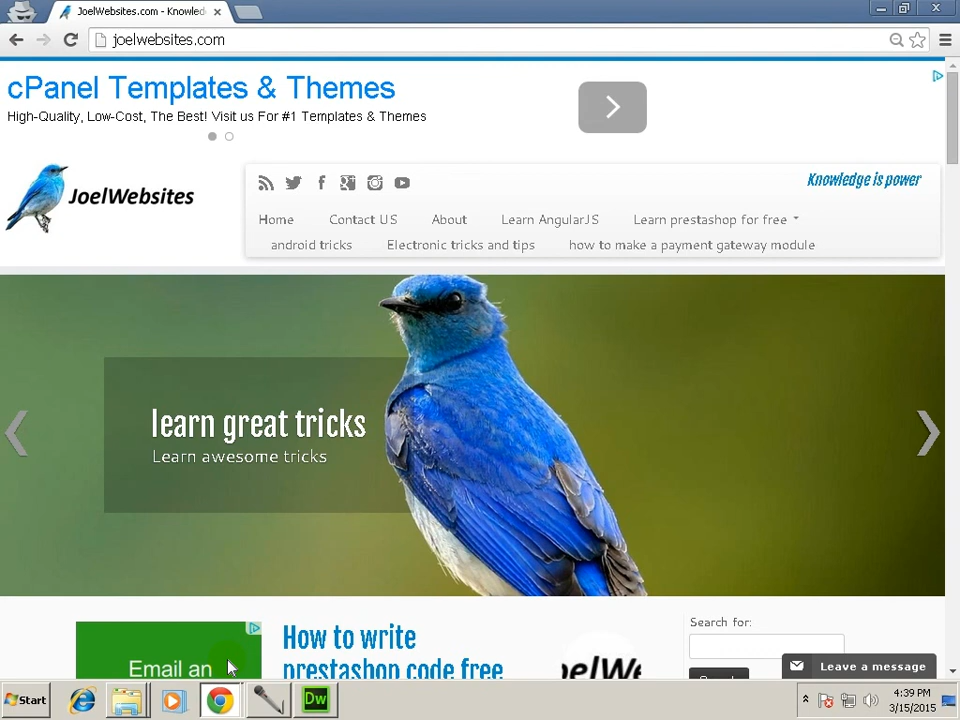 JoelWebsites.com - Knowled
joelwebsites.com
cPanel Templates & Themes
High-Quality, Low-Cost, The Best! Visit us For #1 Templates & Themes
JoelWebsites
Knowledge is power
Home Contact US About Learn AngularJS Learn prestashop for free
android tricks Electronic tricks and tips how to make a payment gateway module
learn great tricks
Learn awesome tricks
Email an
How to write
prestashop code free
Search for:
Leave a message
Start
Dw
4:39 PM
3/15/2015